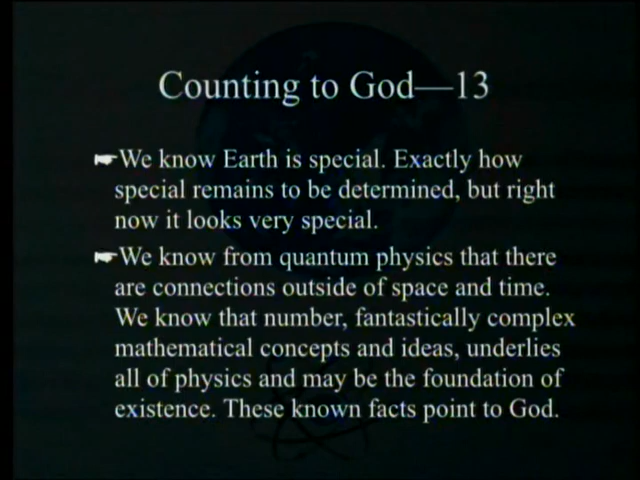 Counting to God—13
☛We know Earth is special. Exactly how
special remains to be determined, but right
now it looks very special.
☛We know from quantum physics that there
are connections outside of space and time.
We know that number, fantastically complex
mathematical concepts and ideas, underlies
all of physics and may be the foundation of
existence. These known facts point to God.